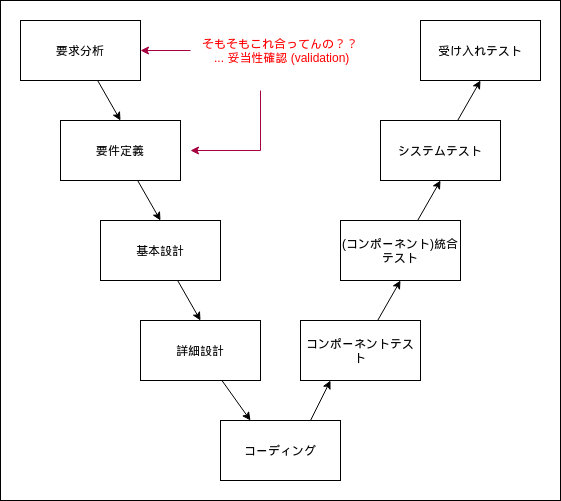 要求分析
そもそもこれ合ってんの？？
... 妥当性確認 (validation)
受け入れテスト
要件定義
システムテスト
基本設計
(コンポーネント)統合
テスト
詳細設計
コンポーネントテス
ト
コーディング